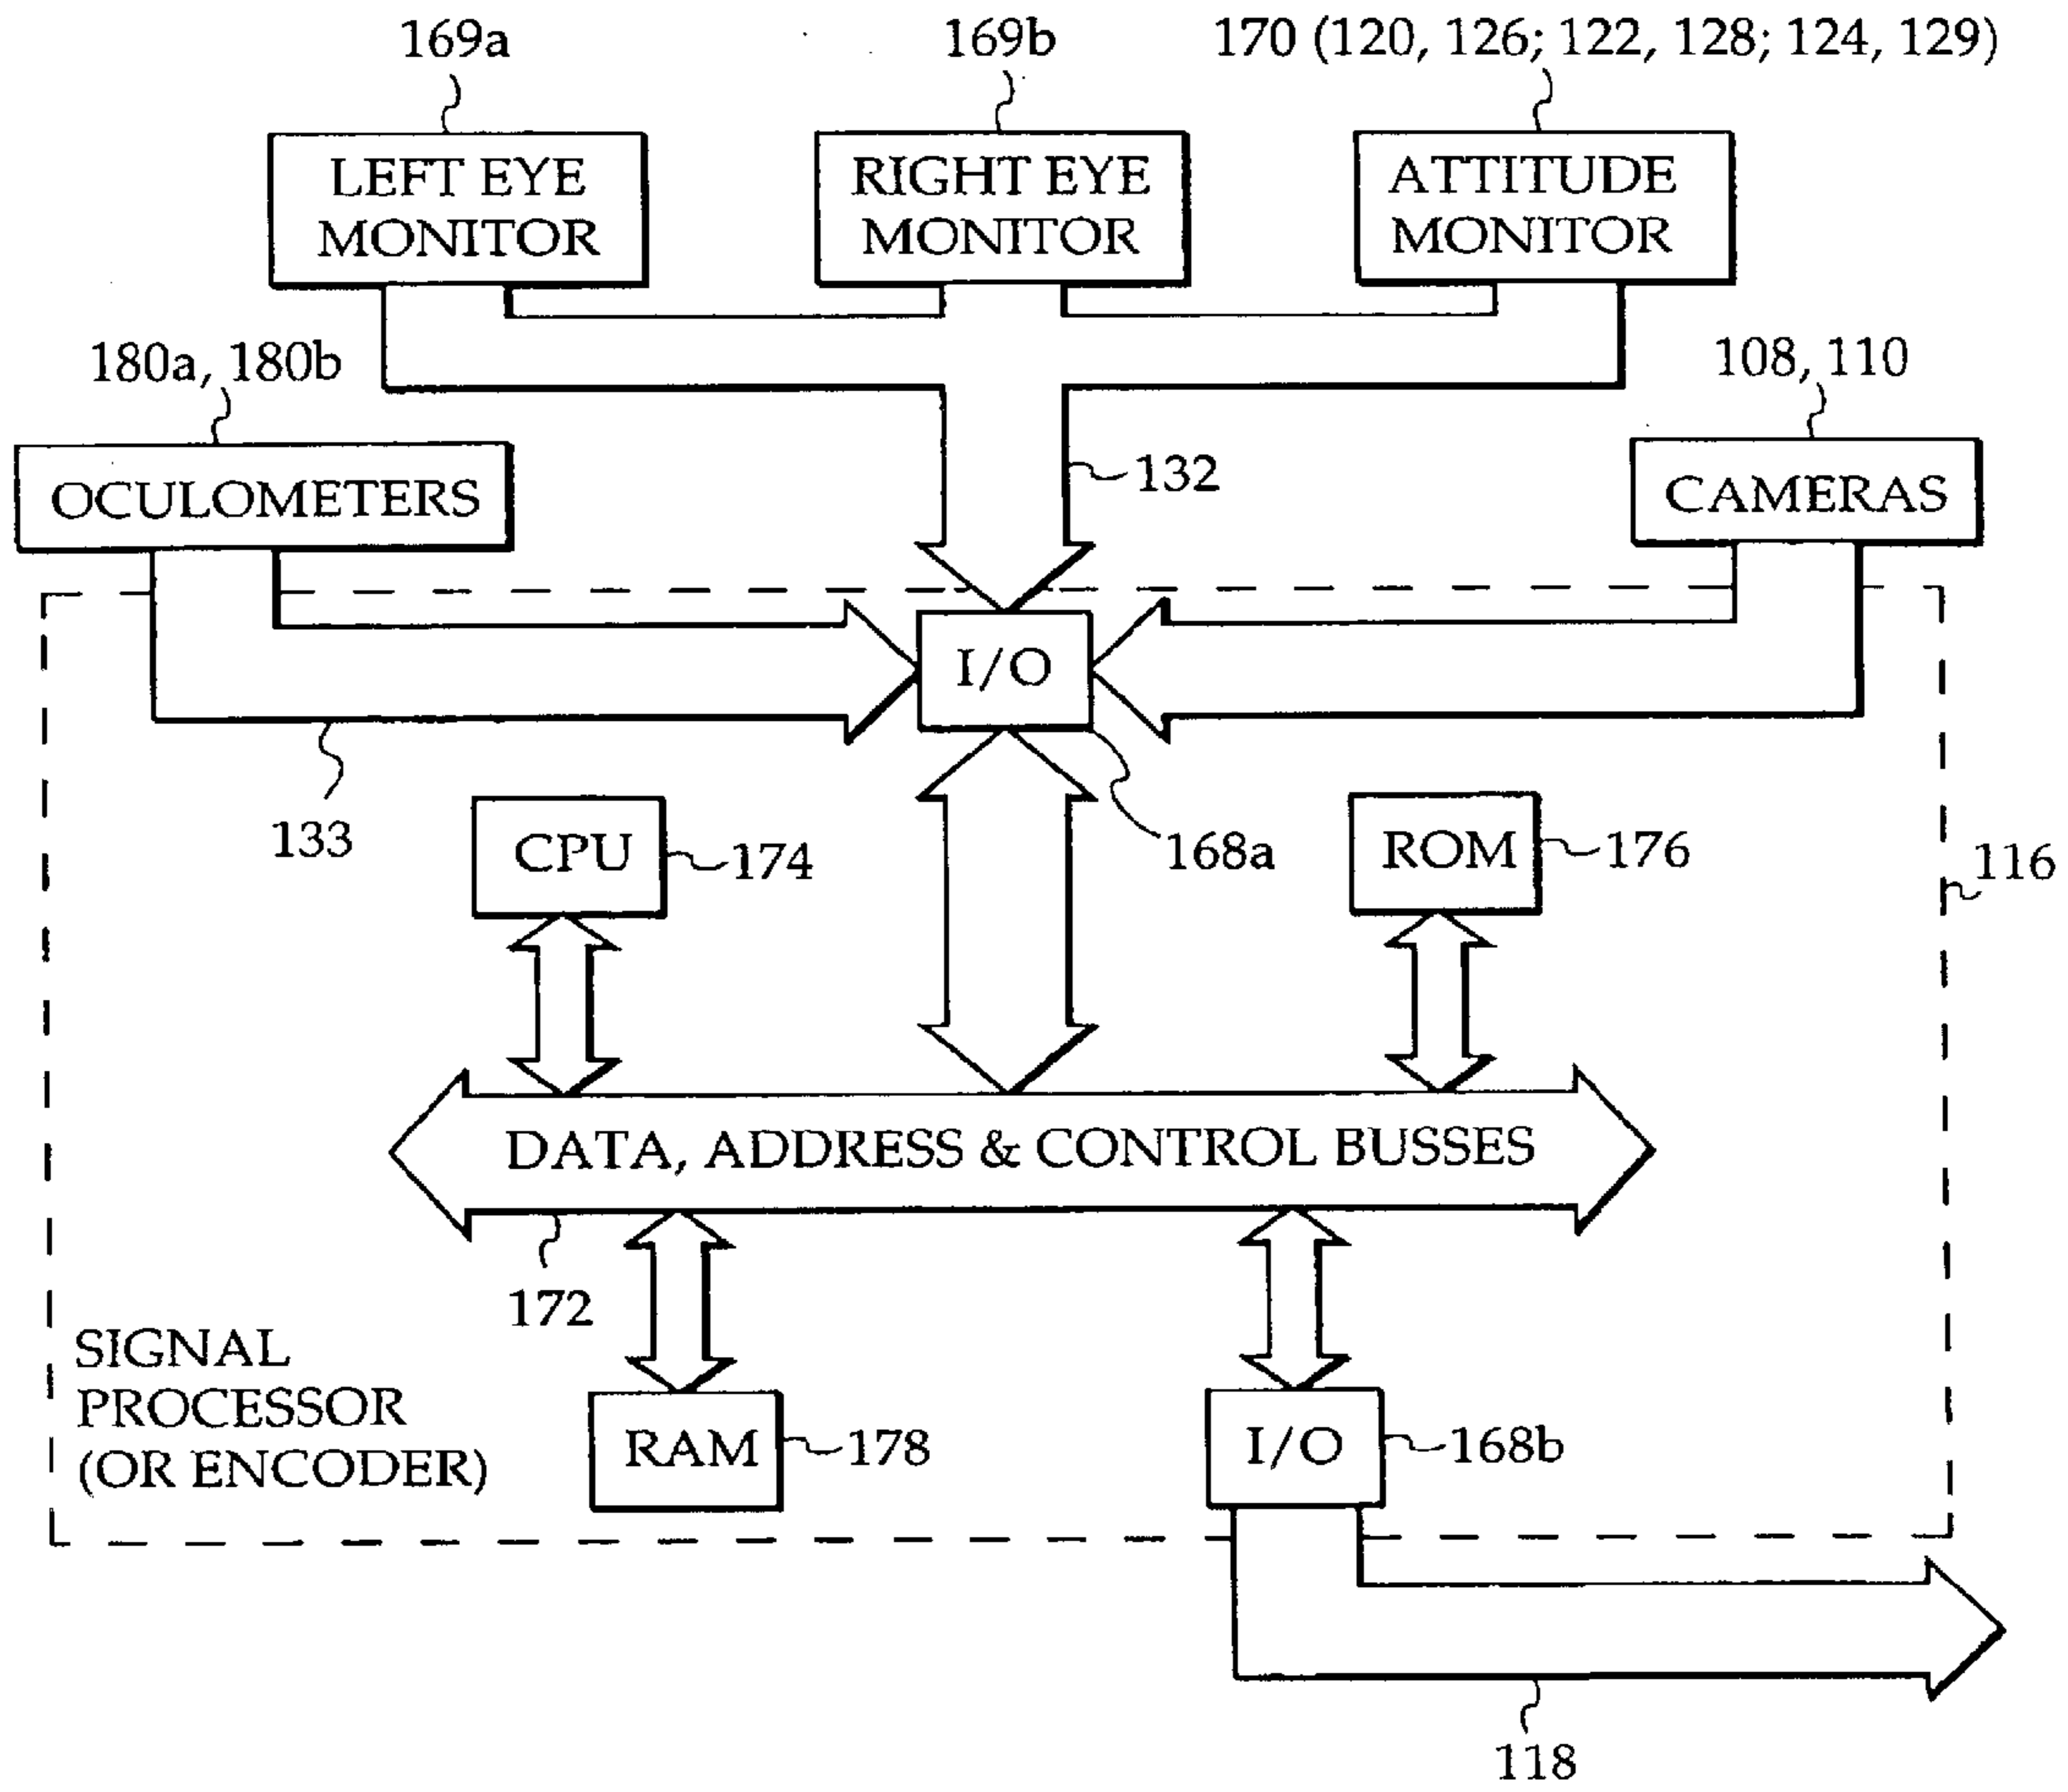 169a
169b
170 (120, 126; 122, 128; 124, 129)
LEFT EYE
MONITOR
RIGHT EYE
MONITOR
ATTITUDE
MONITOR
180a, 180b
108, 110
132
OCULOMETERS
CAMERAS
I/O
133
CPU
174
168a
ROM
176
116
DATA, ADDRESS & CONTROL BUSSES
172
SIGNAL
PROCESSOR
(OR ENCODER)
RAM
178
I/O
168b
118